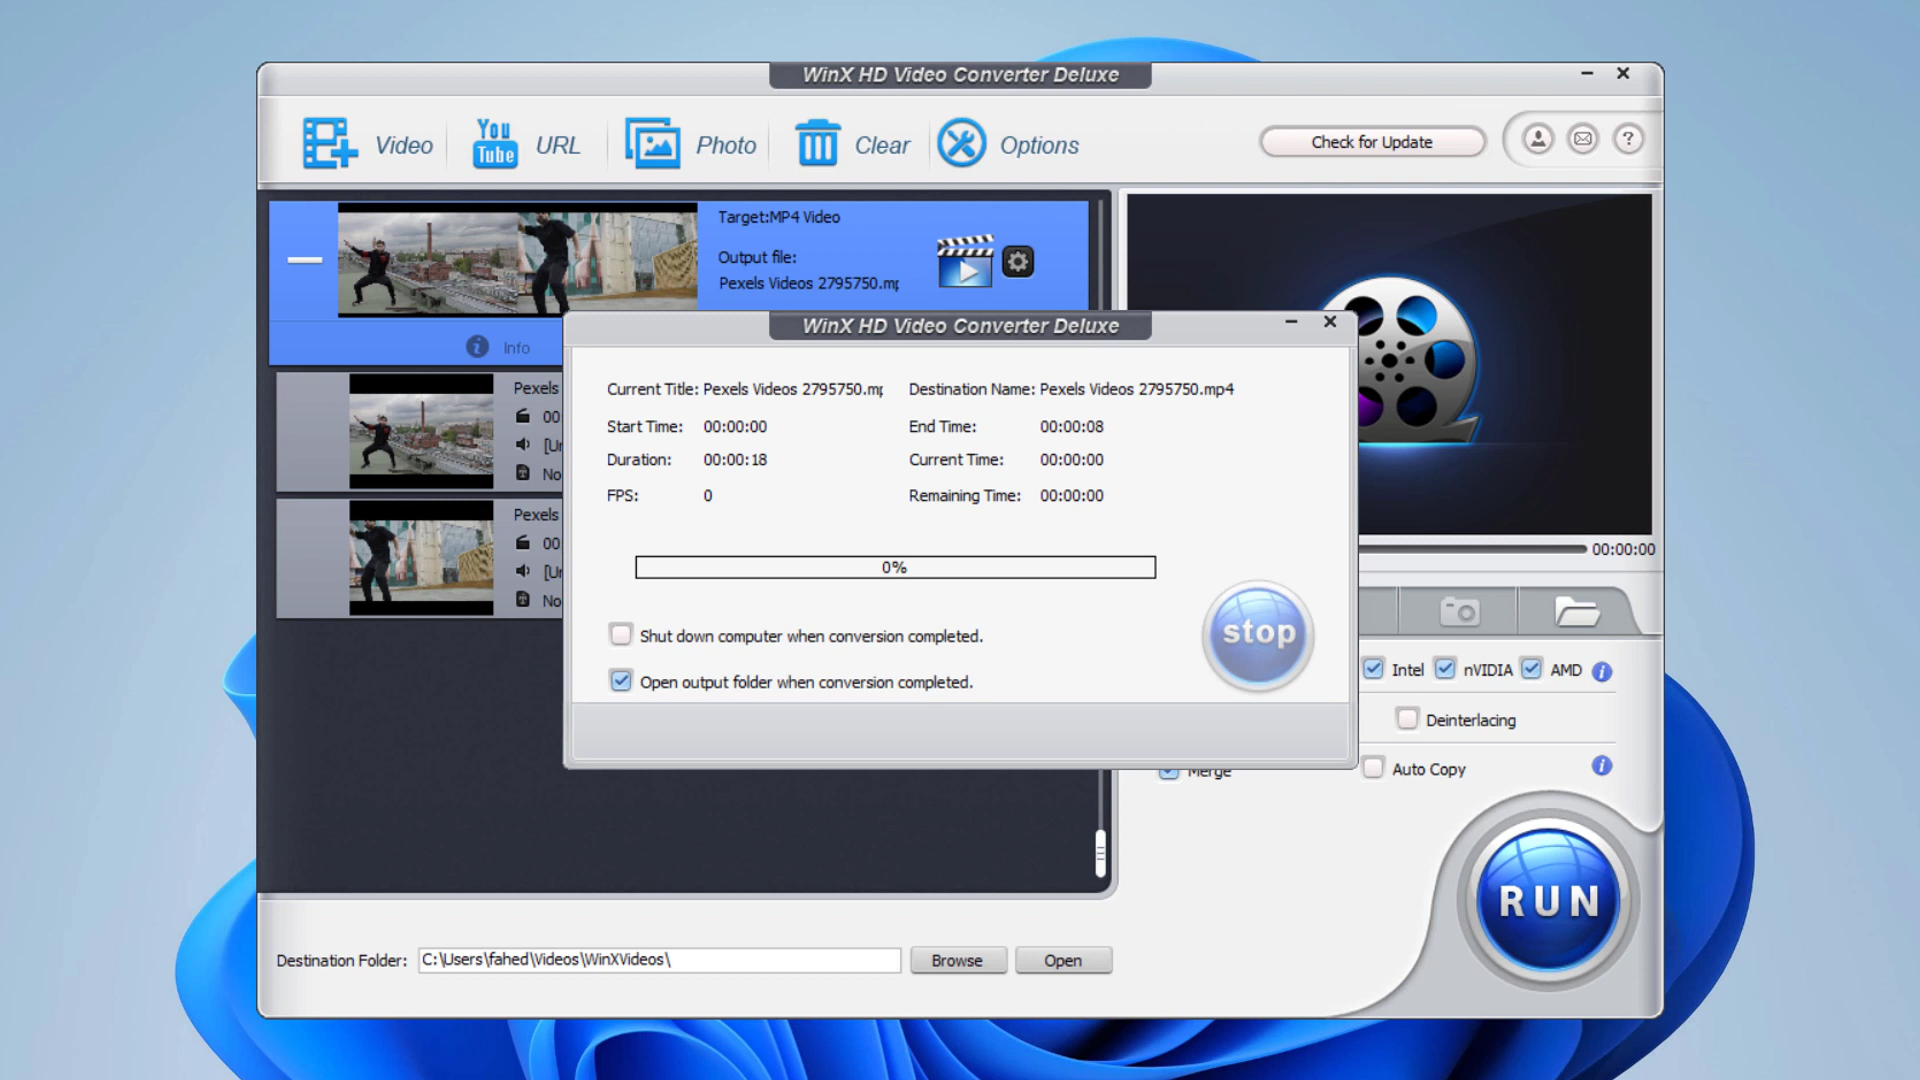 WinX HD Video Converter Deluxe
Video
You
Tube
URL
Photo
Clear
Options
Check for Update
?
Target:MP4 Video
Output file:
Pexels Videos 2795750.mp
Info
WinX HD Video Converter Deluxe
Current Title: Pexels Videos 2795750.mp
Destination Name: Pexels Videos 2795750.mp4
Start Time: 00:00:00
End Time: 00:00:08
Duration: 00:00:18
Current Time: 00:00:00
FPS: 0
Remaining Time: 00:00:00
0%
Shut down computer when conversion completed.
Open output folder when conversion completed.
stop
Pexels
00
[Ur
No
Pexels
00
[Ur
No
00:00:00
Intel
nVIDIA
AMD
Deinterlacing
Merge
Auto Copy
RUN
Destination Folder: C:\Users\fahed\Videos\WinXVideos\
Browse
Open